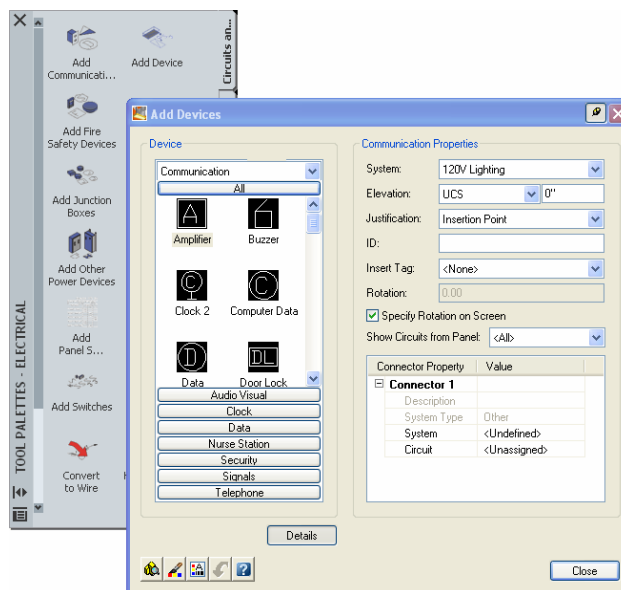 Add
Communicati...
Add Device
Add Fire
Safety Devices
Add Junction
Boxes
Add Other
Power Devices
Add
Panel S...
Add Switches
Convert
to Wire
Circuits an...
TOOL PALETTES - ELECTRICAL
Add Devices
Device
Communication
All
A
Amplifier
Buzzer
C
Clock 2
C
Computer Data
D
Data
DL
Door Lock
Audio Visual
Clock
Data
Nurse Station
Security
Signals
Telephone
Details
Communication Properties
System: 120V Lighting
Elevation: UCS 0"
Justification: Insertion Point
ID:
Insert Tag: <None>
Rotation: 0.00
Specify Rotation on Screen
Show Circuits from Panel: <All>
Connector Property Value
Connector 1
Description
System Type Other
System <Undefined>
Circuit <Unassigned>
Close